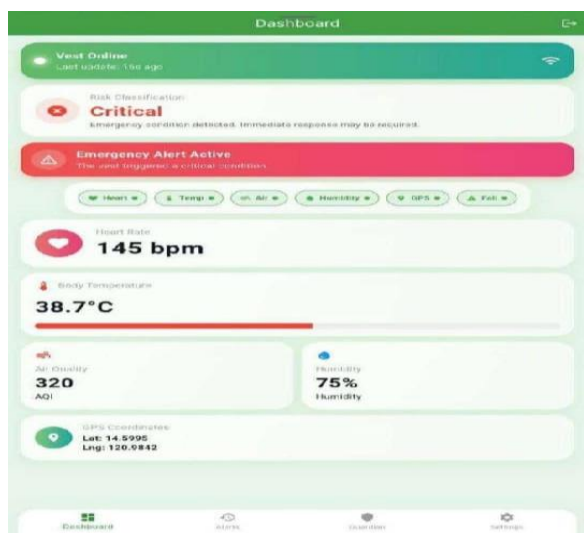 Dashboard
Vest Online
Last update: 15s ago
Risk Classification
Critical
Emergency condition detected. Immediate response may be required.
Emergency Alert Active
The vest triggered a critical condition
Heart
Temp
Air
Humidity
GPS
Fall
Heart Rate
145 bpm
Body Temperature
38.7°C
Air Quality
320
AQI
Humidity
75%
Humidity
GPS Coordinates
Lat: 14.5995
Lng: 120.9842
Dashboard
Alerts
Guardian
Settings